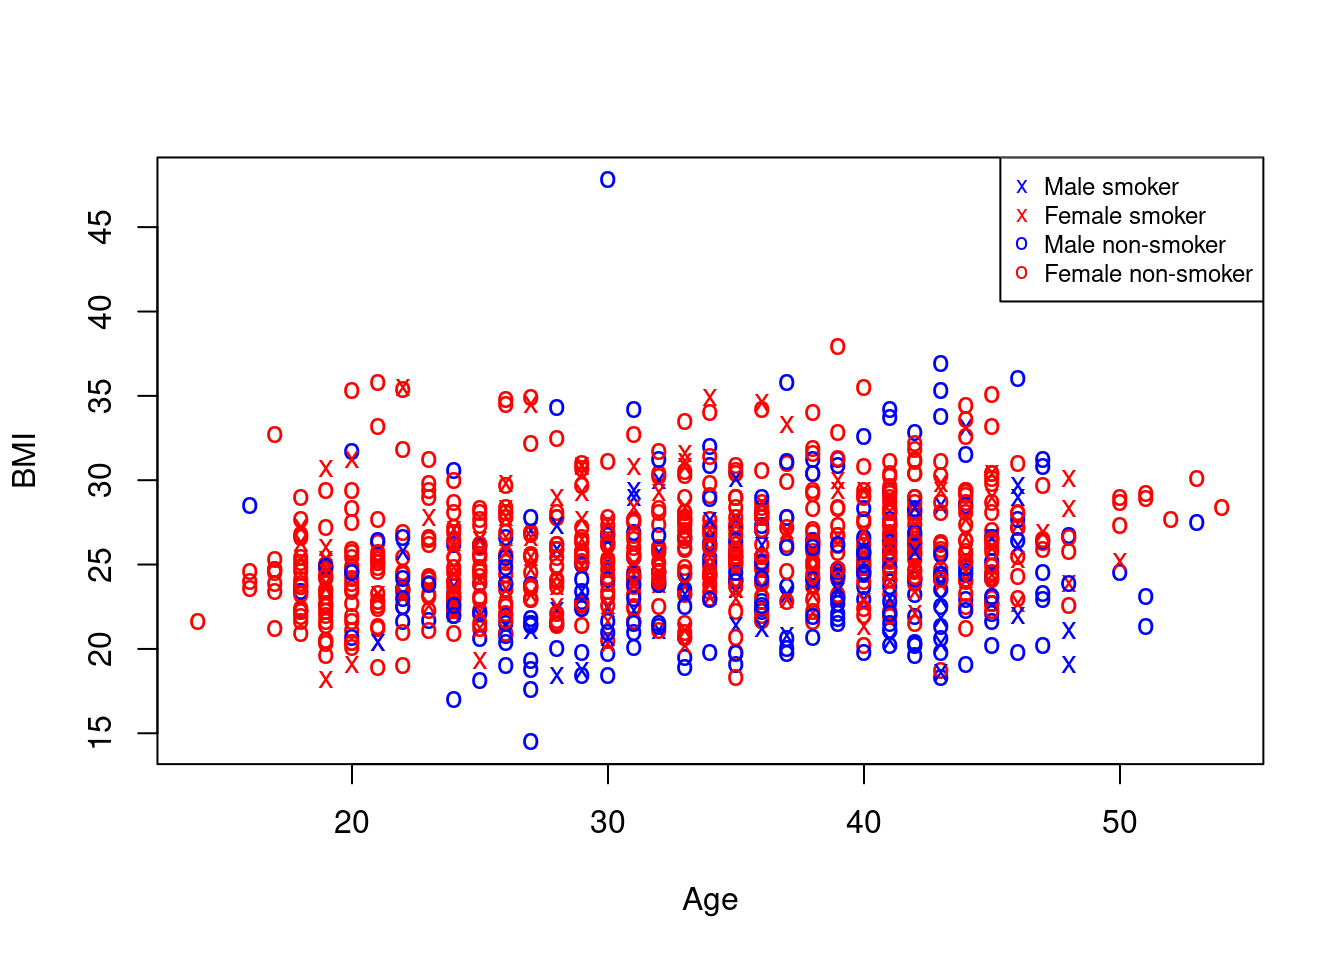 x Male smoker
x Female smoker
o Male non-smoker
o Female non-smoker
45
40
35
30
25
20
15
BMI
20 30 40 50
Age